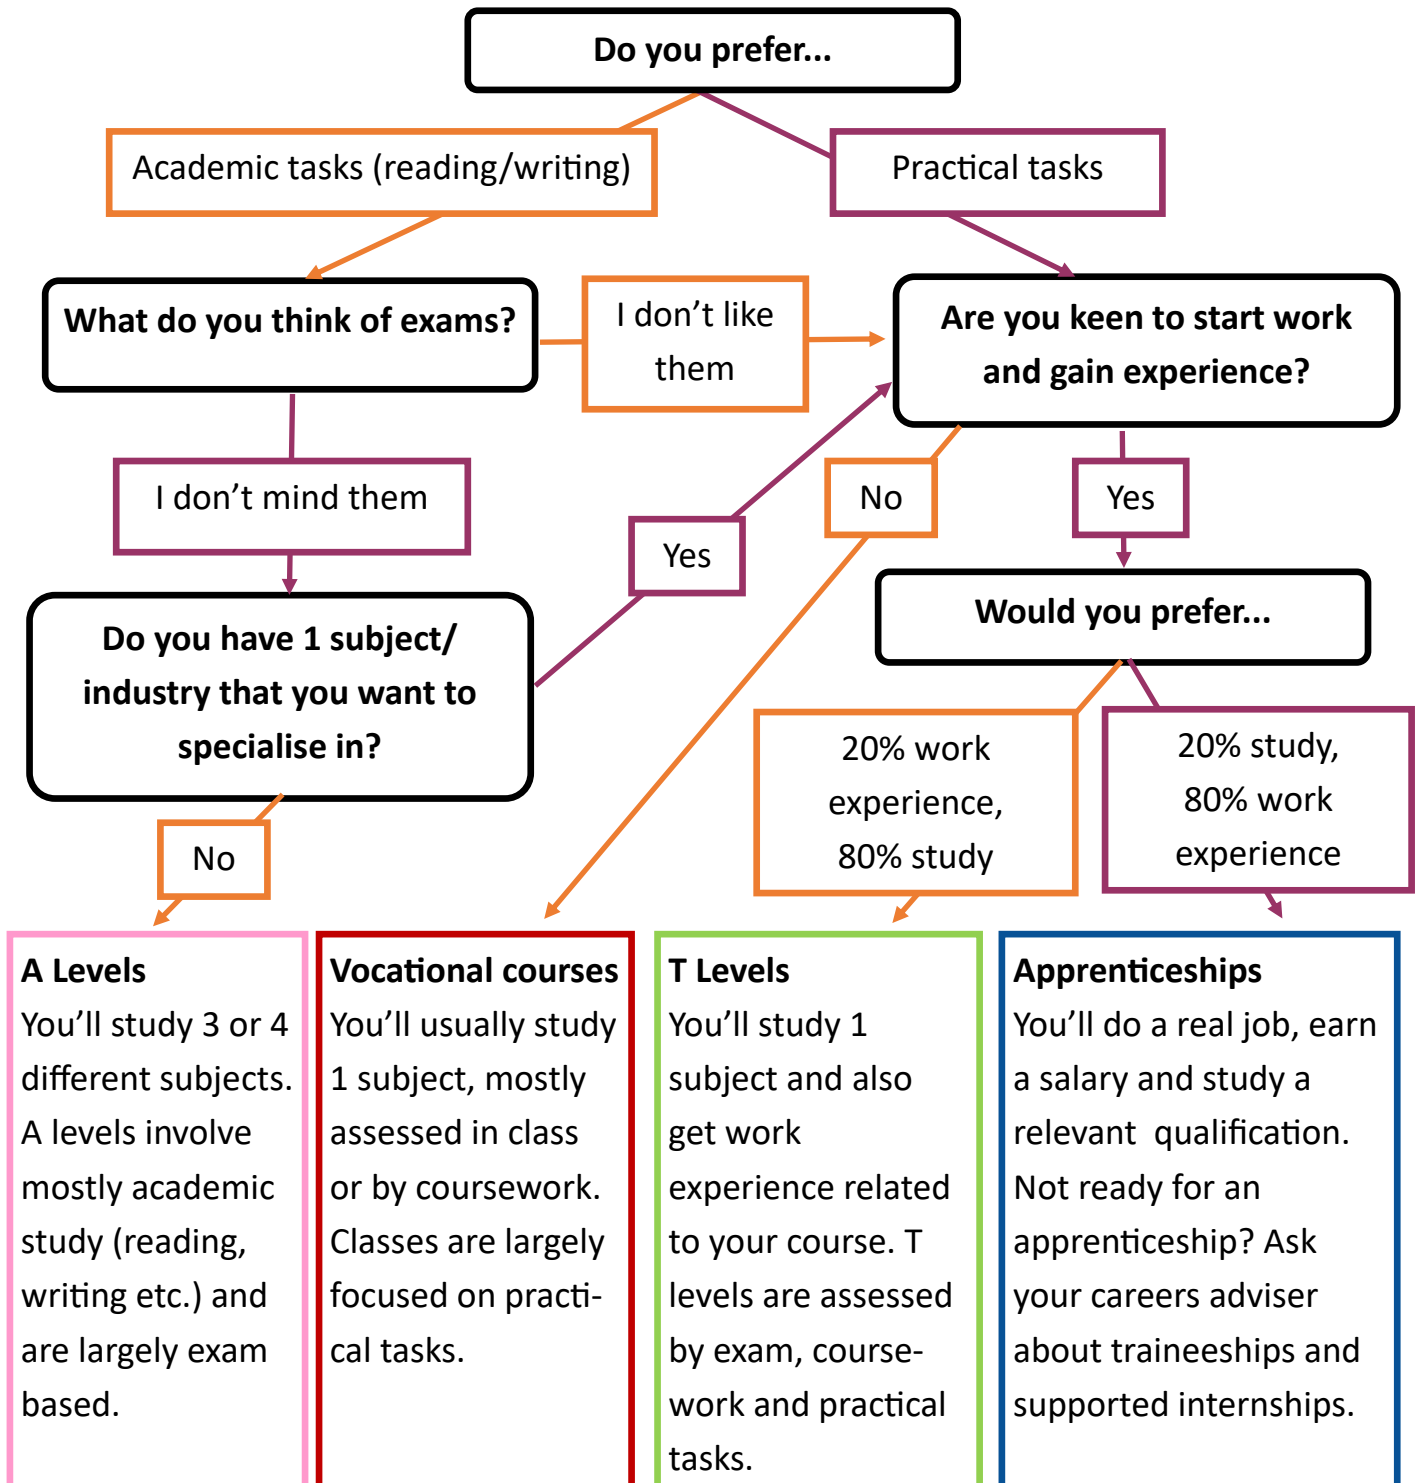 Do you prefer...
Academic tasks (reading/writing)
Practical tasks
What do you think of exams?
I don’t like
them
Are you keen to start work
and gain experience?
I don’t mind them
Yes
No
Yes
Do you have 1 subject/
industry that you want to
specialise in?
Would you prefer...
No
20% work
experience,
80% study
20% study,
80% work
experience
A Levels
You’ll study 3 or 4
different subjects.
A levels involve
mostly academic
study (reading,
writing etc.) and
are largely exam
based.
Vocational courses
You’ll usually study
1 subject, mostly
assessed in class
or by coursework.
Classes are largely
focused on practi-
cal tasks.
T Levels
You’ll study 1
subject and also
get work
experience related
to your course. T
levels are assessed
by exam, course-
work and practical
tasks.
Apprenticeships
You’ll do a real job, earn
a salary and study a
relevant  qualification.
Not ready for an
apprenticeship? Ask
your careers adviser
about traineeships and
supported internships.